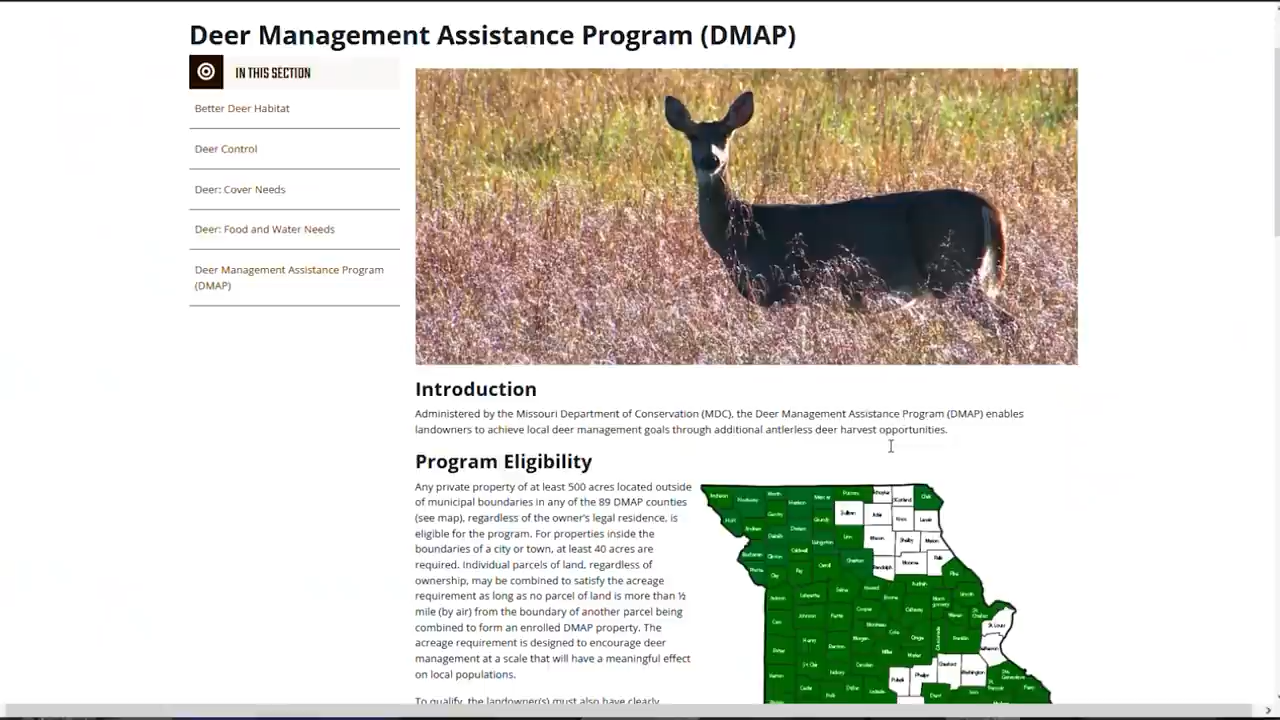 Deer Management Assistance Program (DMAP)
IN THIS SECTION
Better Deer Habitat
Deer Control
Deer: Cover Needs
Deer: Food and Water Needs
Deer Management Assistance Program
(DMAP)
Introduction
Administered by the Missouri Department of Conservation (MDC), the Deer Management Assistance Program (DMAP) enables
landowners to achieve local deer management goals through additional antlerless deer harvest opportunities.
Program Eligibility
Any private property of at least 500 acres located outside
of municipal boundaries in any of the 89 DMAP counties
(see map), regardless of the owner's legal residence, is
eligible for the program. For properties inside the
boundaries of a city or town, at least 40 acres are
required. Individual parcels of land, regardless of
ownership, may be combined to satisfy the acreage
requirement as long as no parcel of land is more than ½
mile (by air) from the boundary of another parcel being
combined to form an enrolled DMAP property. The
acreage requirement is designed to encourage deer
management at a scale that will have a meaningful effect
on local populations.
To qualify, the landowner(s) must also have clearly